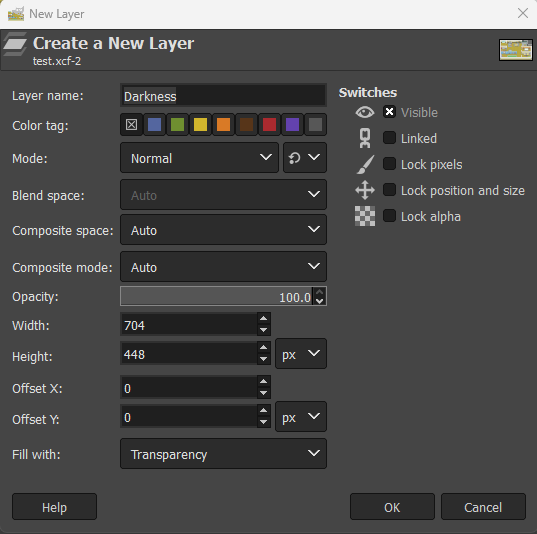 New Layer
Create a New Layer
test.xcf-2
Layer name: Darkness
Color tag:
Mode: Normal
Blend space: Auto
Composite space: Auto
Composite mode: Auto
Opacity: 100.0
Width: 704
Height: 448 px
Offset X: 0
Offset Y: 0 px
Fill with: Transparency
Switches
Visible
Linked
Lock pixels
Lock position and size
Lock alpha
Help OK Cancel